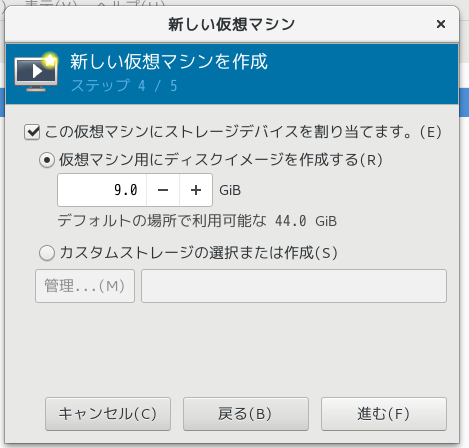 新しい仮想マシン
新しい仮想マシンを作成
ステップ 4 / 5
この仮想マシンにストレージデバイスを割り当てます。(E)
仮想マシン用にディスクイメージを作成する(R)
9.0 − + GiB
デフォルトの場所で利用可能な 44.0 GiB
カスタムストレージの選択または作成(S)
管理...(M)
キャンセル(C) 戻る(B) 進む(F)